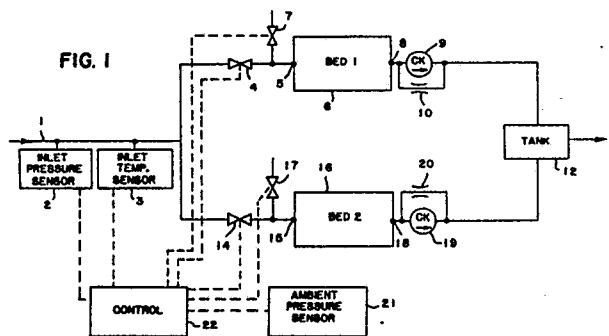 FIG. 1
7
1
4
5
BED 1
6
8
CK
9
10
INLET
PRESSURE
SENSOR
2
INLET
TEMP.
SENSOR
3
TANK
12
17
16
20
14
15
BED 2
18
CK
19
CONTROL
22
AMBIENT
PRESSURE
SENSOR
21